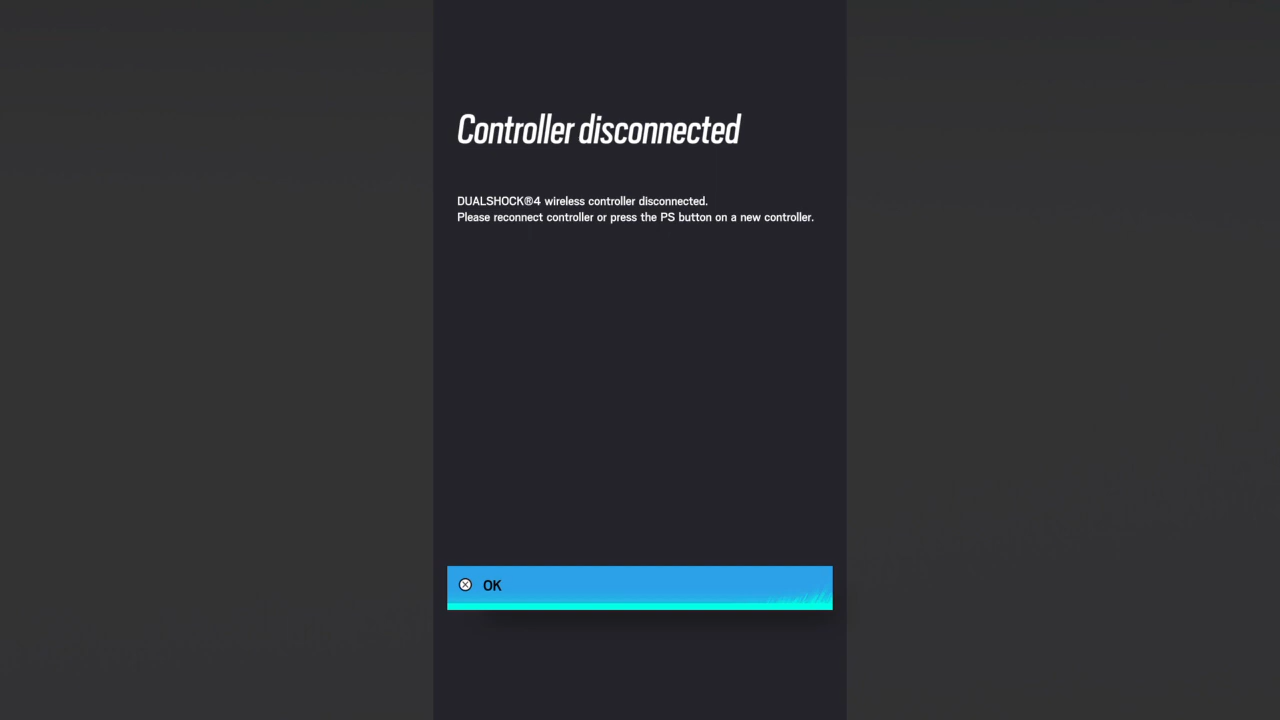 Controller disconnected
DUALSHOCK®4 wireless controller disconnected.
Please reconnect controller or press the PS button on a new controller.
OK